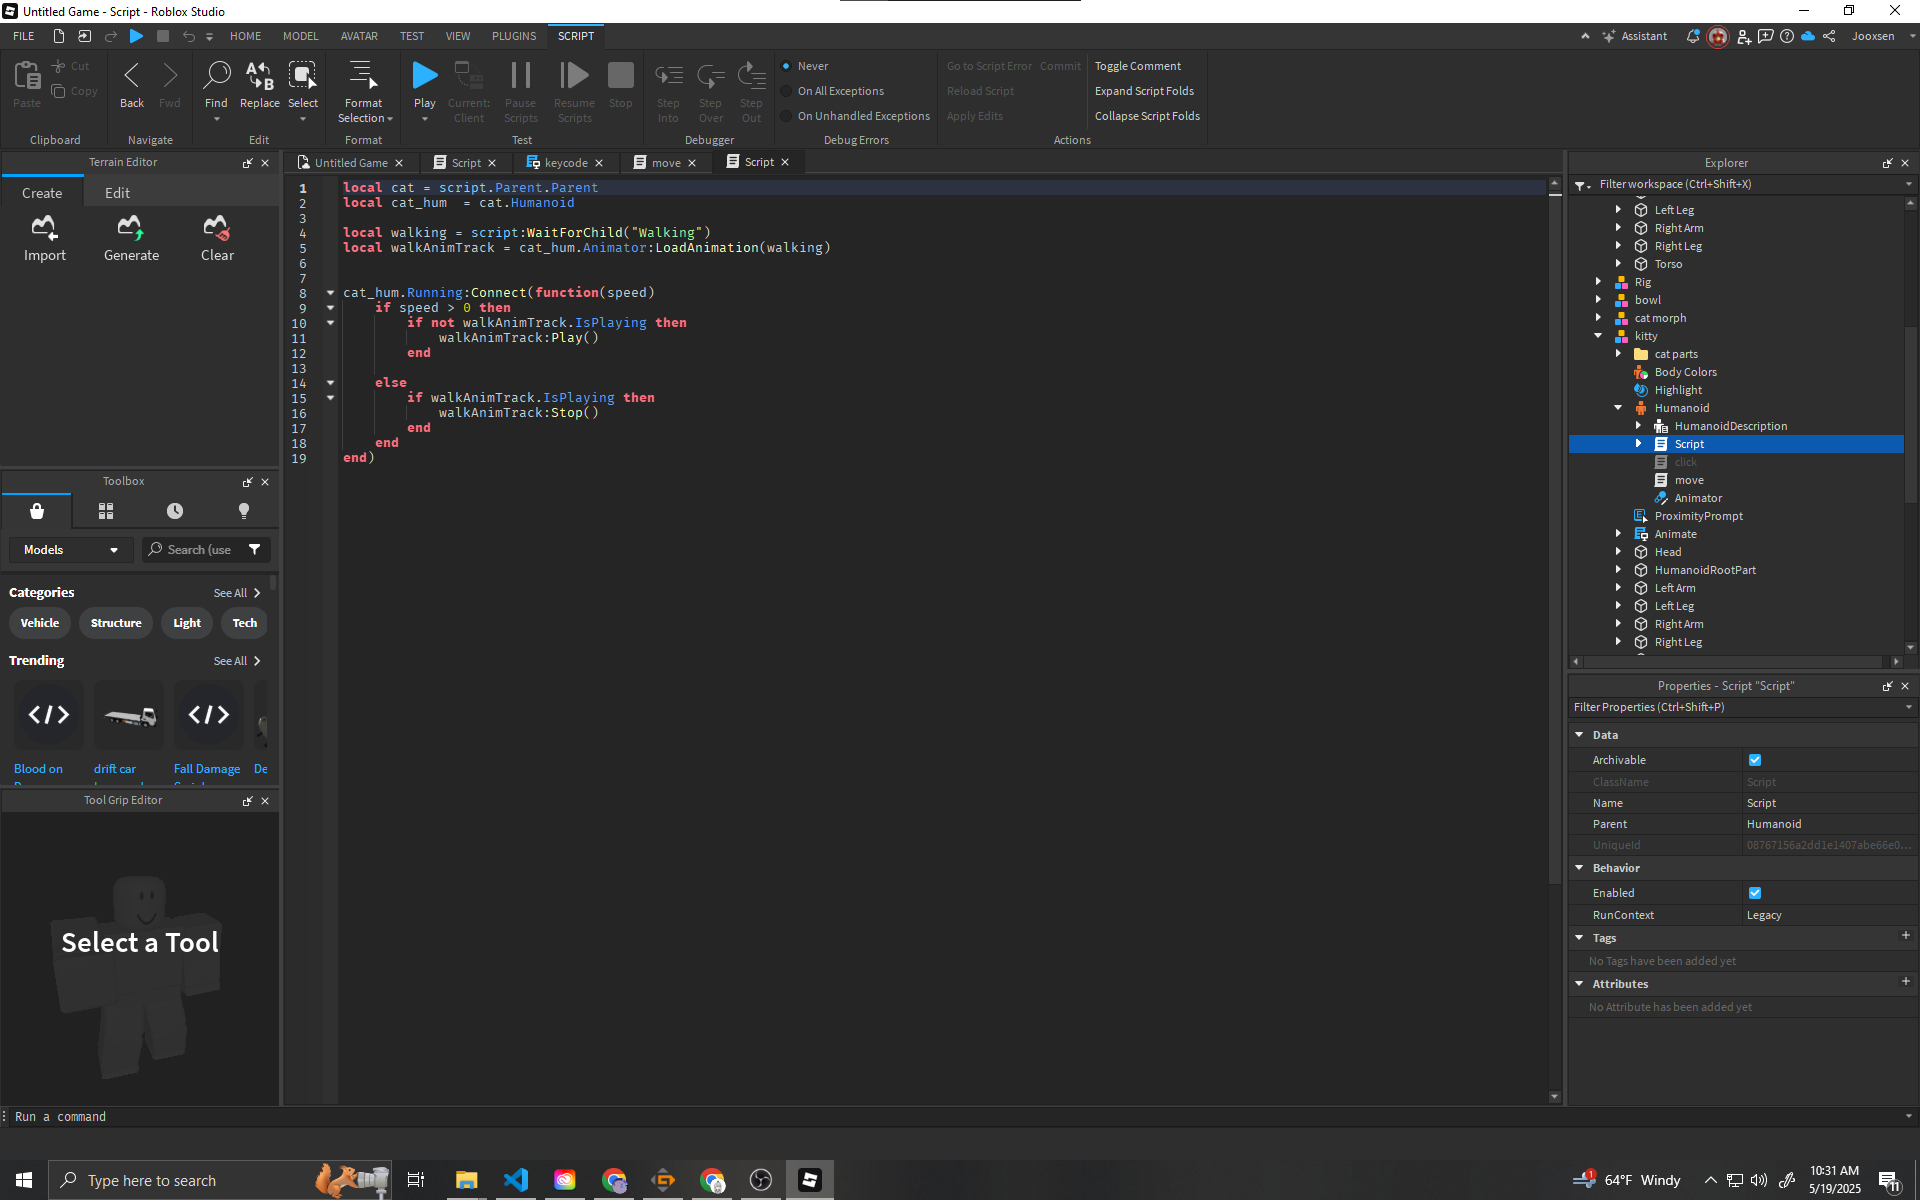 Untitled Game - Script - Roblox Studio
FILE HOME MODEL AVATAR TEST VIEW PLUGINS SCRIPT Assistant Jooxsen
Paste Cut Copy
Clipboard
Back Fwd
Navigate
Find Replace Select
Edit
Format Selection
Format
Play Current: Client Pause Scripts Resume Scripts Stop
Test
Step Into Step Over Step Out
Debugger
Never
On All Exceptions
On Unhandled Exceptions
Debug Errors
Go to Script Error Commit
Reload Script
Apply Edits
Toggle Comment
Expand Script Folds
Collapse Script Folds
Actions
Terrain Editor
Create Edit
Import Generate Clear
Untitled Game Script keycode move Script
1 local cat = script.Parent.Parent
2 local cat_hum  = cat.Humanoid
3
4 local walking = script:WaitForChild("Walking")
5 local walkAnimTrack = cat_hum.Animator:LoadAnimation(walking)
6
7
8 cat_hum.Running:Connect(function(speed)
9 if speed > 0 then
10 if not walkAnimTrack.IsPlaying then
11 walkAnimTrack:Play()
12 end
13
14 else
15 if walkAnimTrack.IsPlaying then
16 walkAnimTrack:Stop()
17 end
18 end
19 end)
Toolbox
Models Search (use
Categories See All
Vehicle Structure Light Tech
Trending See All
Blood on drift car Fall Damage De
Tool Grip Editor
Select a Tool
Explorer
Filter workspace (Ctrl+Shift+X)
Left Leg
Right Arm
Right Leg
Torso
Rig
bowl
cat morph
kitty
cat parts
Body Colors
Highlight
Humanoid
HumanoidDescription
Script
click
move
Animator
ProximityPrompt
Animate
Head
HumanoidRootPart
Left Arm
Left Leg
Right Arm
Right Leg
Properties - Script "Script"
Filter Properties (Ctrl+Shift+P)
Data
Archivable
ClassName Script
Name Script
Parent Humanoid
UniqueId 08767156a2dd1e1407abe66e0...
Behavior
Enabled
RunContext Legacy
Tags
No Tags have been added yet
Attributes
No Attribute has been added yet
Run a command
Type here to search
1 64°F Windy
10:31 AM
5/19/2025
11